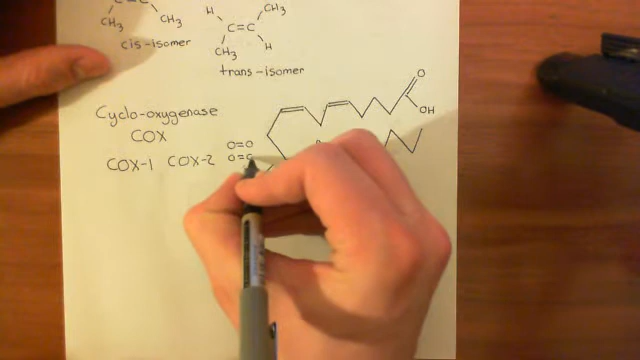 C=C
CH3 CH3
cis-isomer
H CH3
C=C
CH3 H
trans-isomer
Cyclo-oxygenase
COX
COX-1 COX-2
O=O
O=
O
OH